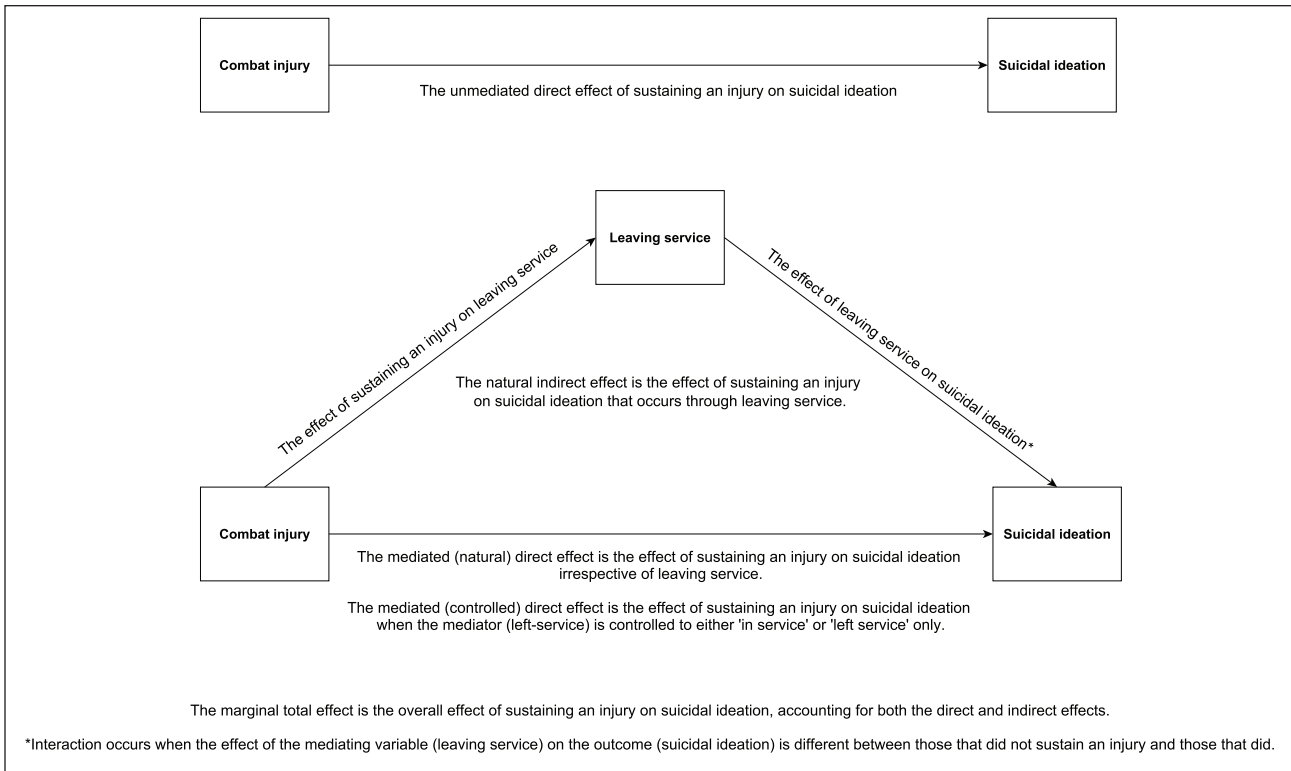 Combat injury
Suicidal ideation
The unmediated direct effect of sustaining an injury on suicidal ideation
Leaving service
The effect of sustaining an injury on leaving service
The effect of leaving service on suicidal ideation*
The natural indirect effect is the effect of sustaining an injury
on suicidal ideation that occurs through leaving service.
Combat injury
Suicidal ideation
The mediated (natural) direct effect is the effect of sustaining an injury on suicidal ideation
irrespective of leaving service.
The mediated (controlled) direct effect is the effect of sustaining an injury on suicidal ideation
when the mediator (left-service) is controlled to either 'in service' or 'left service' only.
The marginal total effect is the overall effect of sustaining an injury on suicidal ideation, accounting for both the direct and indirect effects.
*Interaction occurs when the effect of the mediating variable (leaving service) on the outcome (suicidal ideation) is different between those that did not sustain an injury and those that did.